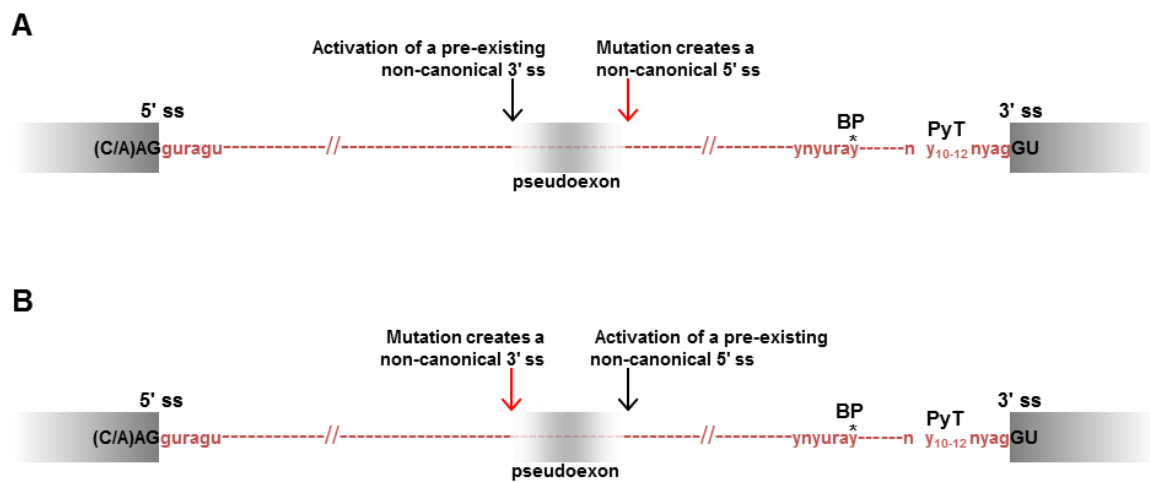 A
Activation of a pre-existing
non-canonical 3' ss
Mutation creates a
non-canonical 5' ss
5' ss
3' ss
BP
*
PyT
(C/A)AGguragu------------//--------------------
--------//---------ynyuray------n y10-12 nyagGU
pseudoexon
B
Mutation creates a
non-canonical 3' ss
Activation of a pre-existing
non-canonical 5' ss
5' ss
3' ss
BP
*
PyT
(C/A)AGguragu------------//--------------------
--------//---------ynyuray------n y10-12 nyagGU
pseudoexon